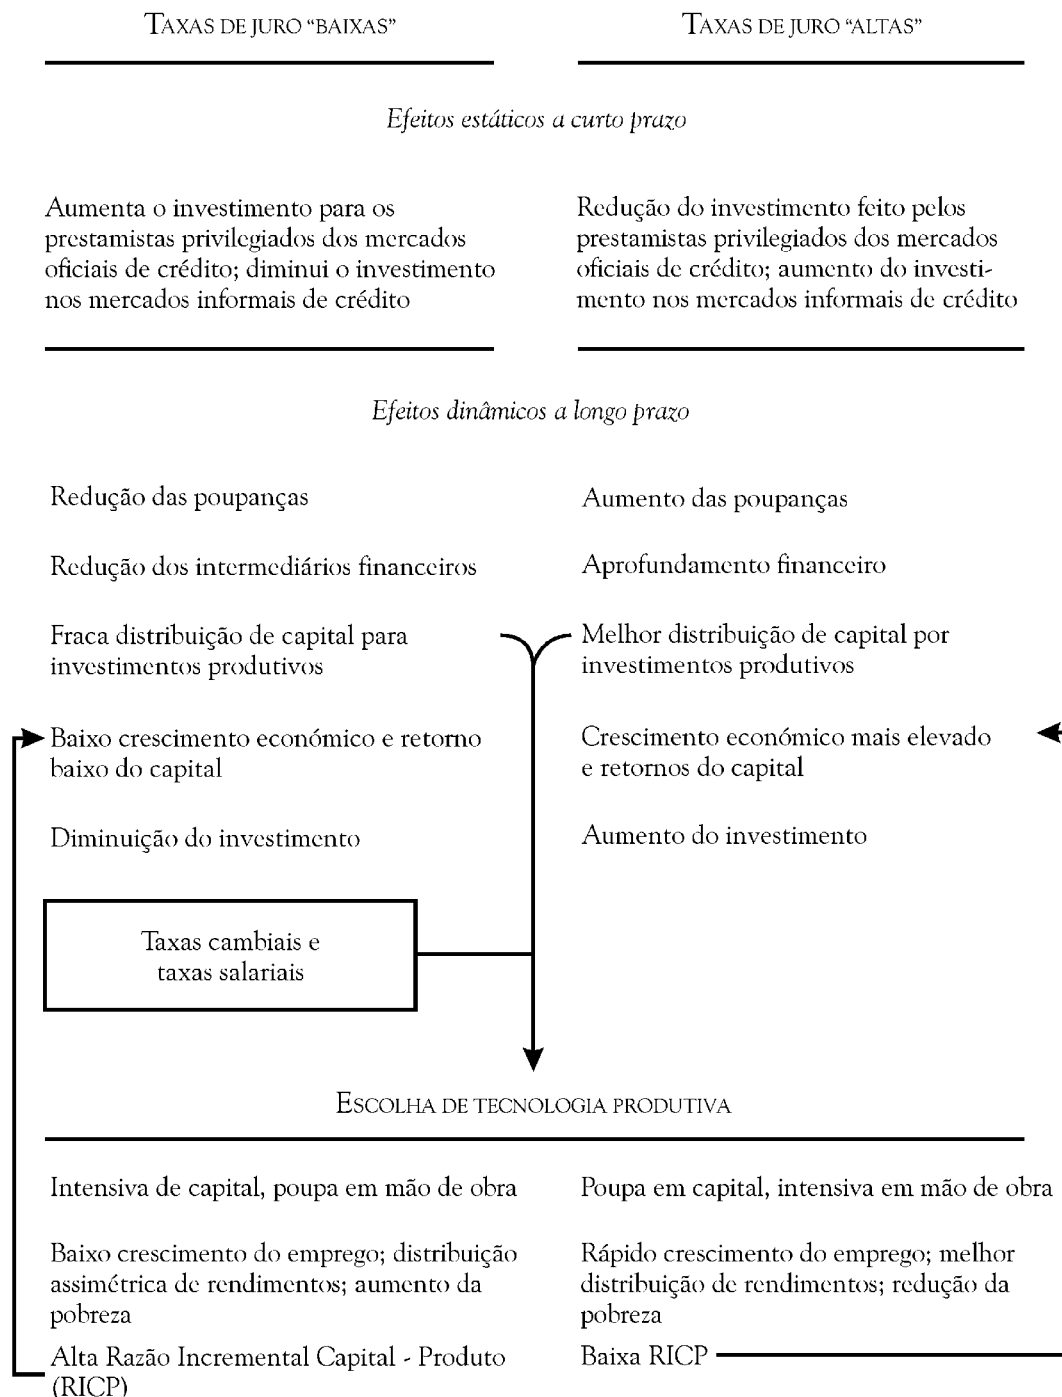 TAXAS DE JURO “BAIXAS”
TAXAS DE JURO “ALTAS”
Efeitos estáticos a curto prazo
Aumenta o investimento para os
prestamistas privilegiados dos mercados
oficiais de crédito; diminui o investimento
nos mercados informais de crédito
Redução do investimento feito pelos
prestamistas privilegiados dos mercados
oficiais de crédito; aumento do investi-
mento nos mercados informais de crédito
Efeitos dinâmicos a longo prazo
Redução das poupanças
Aumento das poupanças
Redução dos intermediários financeiros
Aprofundamento financeiro
Fraca distribuição de capital para
investimentos produtivos
Melhor distribuição de capital por
investimentos produtivos
Baixo crescimento económico e retorno
baixo do capital
Crescimento económico mais elevado
e retornos do capital
Diminuição do investimento
Aumento do investimento
Taxas cambiais e
taxas salariais
ESCOLHA DE TECNOLOGIA PRODUTIVA
Intensiva de capital, poupa em mão de obra
Poupa em capital, intensiva em mão de obra
Baixo crescimento do emprego; distribuição
assimétrica de rendimentos; aumento da
pobreza
Rápido crescimento do emprego; melhor
distribuição de rendimentos; redução da
pobreza
Alta Razão Incremental Capital - Produto
(RICP)
Baixa RICP